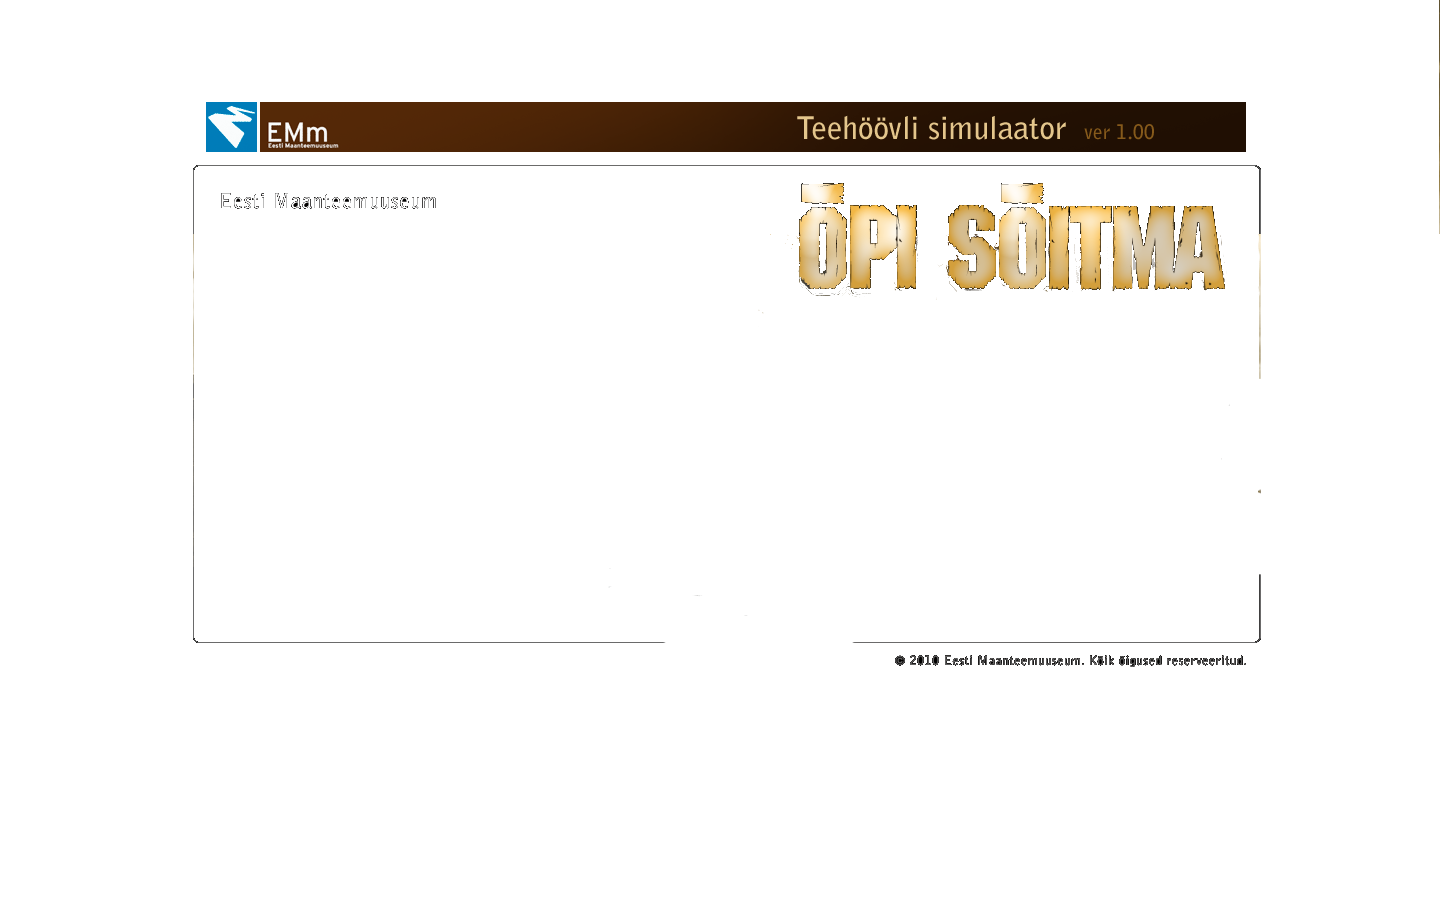 EMm
Eesti Maanteemuuseum
Teehöövli simulaator ver 1.00
Eesti Maanteemuuseum
ÕPI SÕITMA
© 2010 Eesti Maanteemuuseum. Kõik õigused reserveeritud.